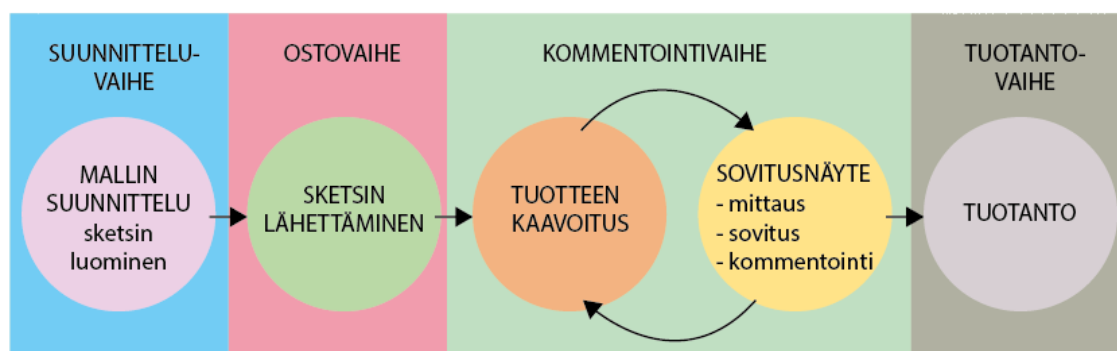 SUUNNITTELU-
VAIHE
OSTOVAIHE
KOMMENTOINTIVAIHE
TUOTANTO-
VAIHE
MALLIN
SUUNNITTELU
sketsin
luominen
SKETSIN
LÄHETTÄMINEN
TUOTTEEN
KAAVOITUS
SOVITUSNÄYTE
- mittaus
- sovitus
- kommentointi
TUOTANTO